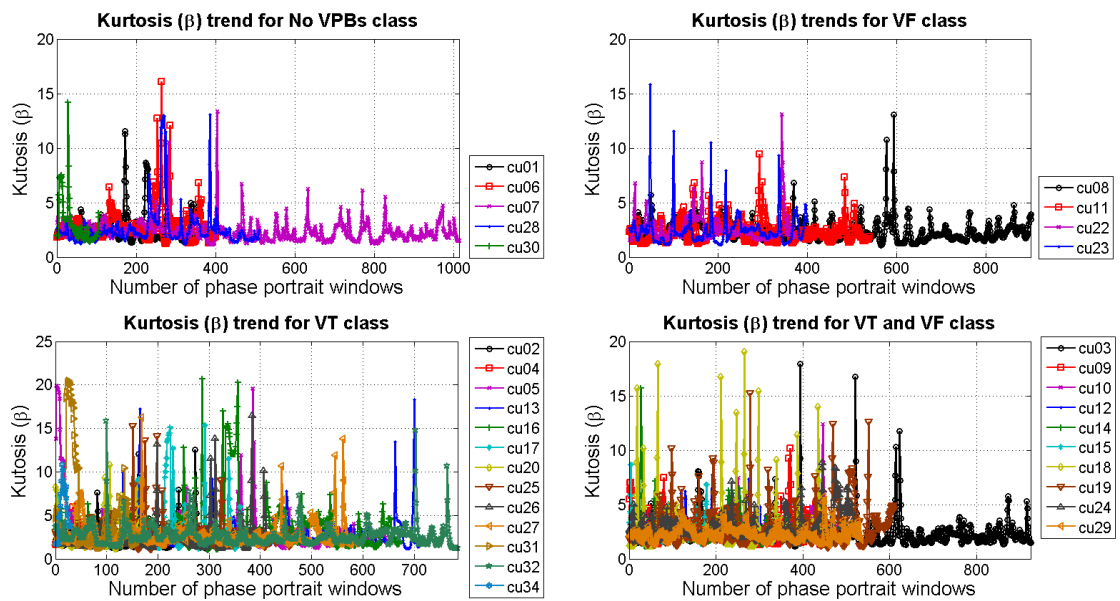 Kurtosis (β) trend for No VPBs class
20
15
10
5
0
Kutosis (β)
0 200 400 600 800 1000
Number of phase portrait windows
cu01
cu06
cu07
cu28
cu30
Kurtosis (β) trends for VF class
20
15
10
5
0
Kutosis (β)
0 200 400 600 800
Number of phase portrait windows
cu08
cu11
cu22
cu23
Kurtosis (β) trend for VT class
25
20
15
10
5
0
Kutosis (β)
0 100 200 300 400 500 600 700
Number of phase portrait windows
cu02
cu04
cu05
cu13
cu16
cu17
cu20
cu25
cu26
cu27
cu31
cu32
cu34
Kurtosis (β) trend for VT and VF class
20
15
10
5
0
Kutosis (β)
0 200 400 600 800
Number of phase portrait windows
cu03
cu09
cu10
cu12
cu14
cu15
cu18
cu19
cu24
cu29